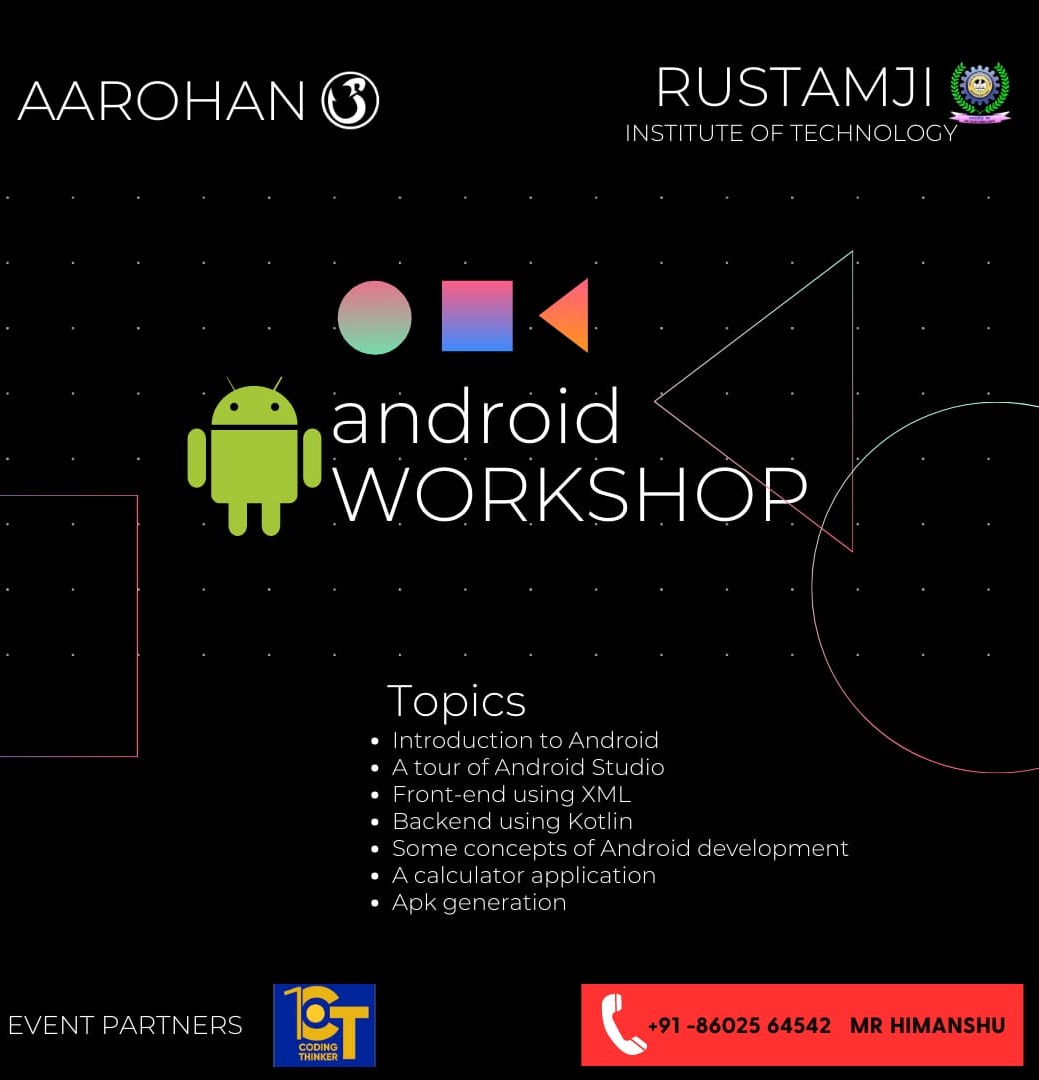 AAROHAN
RUSTAMJI
INSTITUTE OF TECHNOLOGY
android
WORKSHOP
Topics
• Introduction to Android
• A tour of Android Studio
• Front-end using XML
• Backend using Kotlin
• Some concepts of Android development
• A calculator application
• Apk generation
EVENT PARTNERS
1CT
CODING
THINKER
+91 -86025 64542 MR HIMANSHU